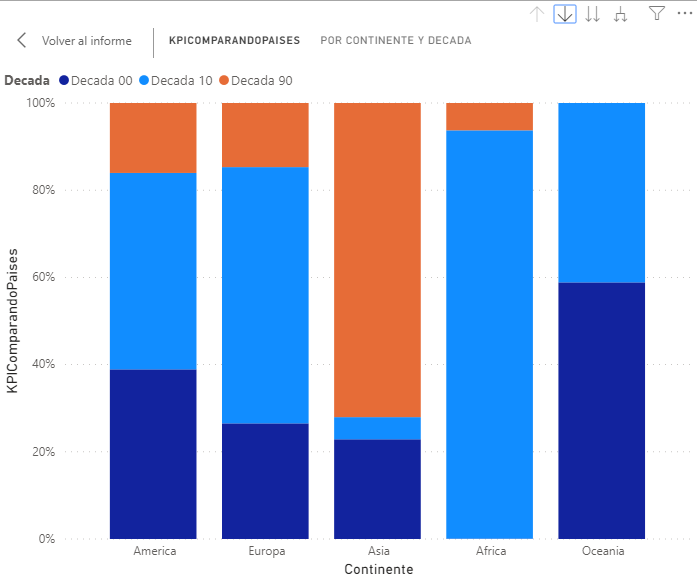 Volver al informe
KPICOMPARANDOPAISES
POR CONTINENTE Y DECADA
Decada Decada 00 Decada 10 Decada 90
100%
80%
60%
40%
20%
0%
KPIComparandoPaises
America Europa Asia Africa Oceania
Continente